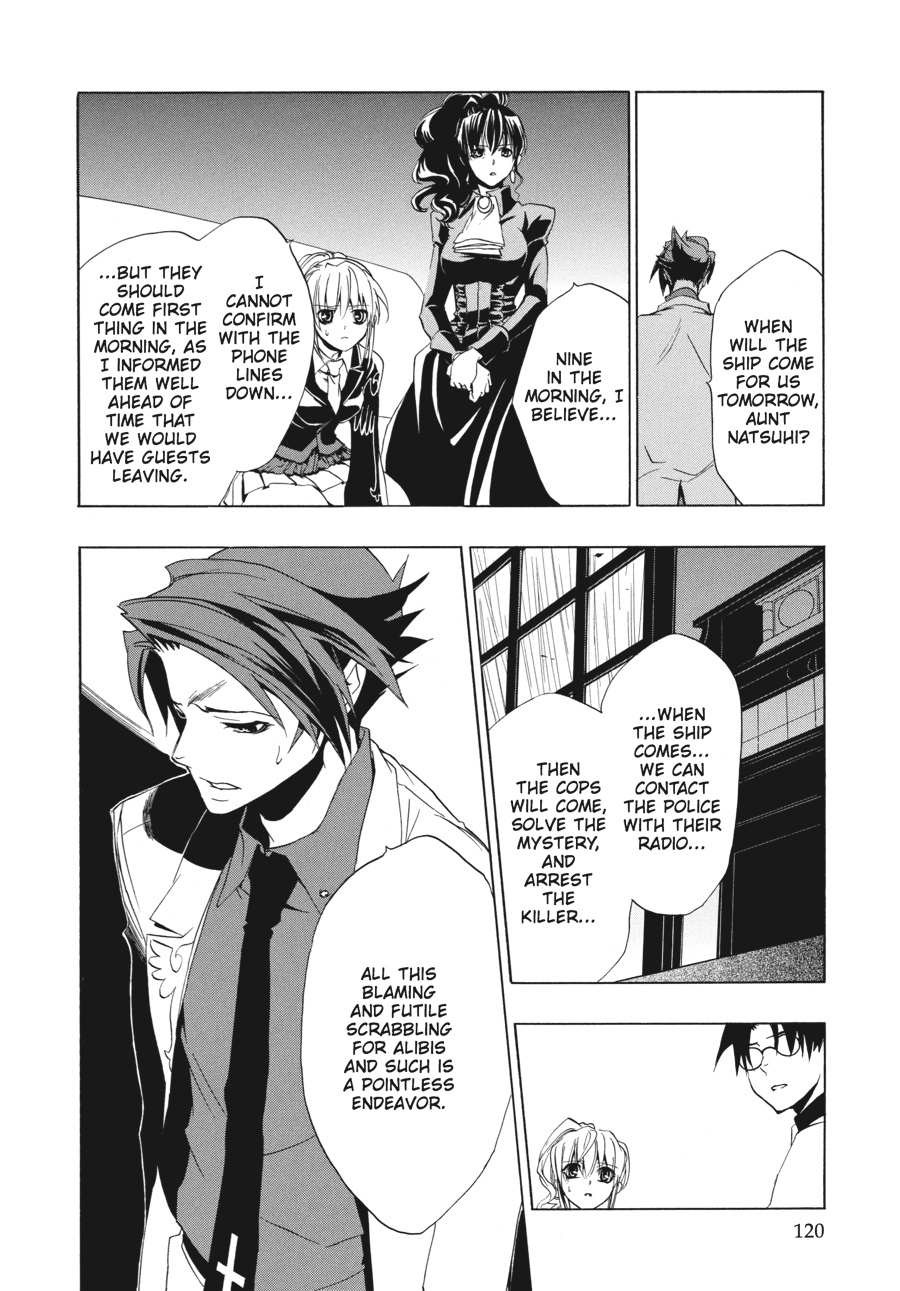 WHEN
WILL THE
SHIP COME
FOR US
TOMORROW,
AUNT
NATSUHI?
NINE
IN THE
MORNING, I
BELIEVE...
I
CANNOT
CONFIRM
WITH THE
PHONE
LINES
DOWN...
...BUT THEY
SHOULD
COME FIRST
THING IN THE
MORNING, AS
I INFORMED
THEM WELL
AHEAD OF
TIME THAT
WE WOULD
HAVE GUESTS
LEAVING.
...WHEN
THE SHIP
COMES...
WE CAN
CONTACT
THE POLICE
WITH THEIR
RADIO...
THEN
THE COPS
WILL COME,
SOLVE THE
MYSTERY,
AND
ARREST
THE
KILLER...
ALL THIS
BLAMING
AND FUTILE
SCRABBLING
FOR ALIBIS
AND SUCH IS
A POINTLESS
ENDEAVOR.
120